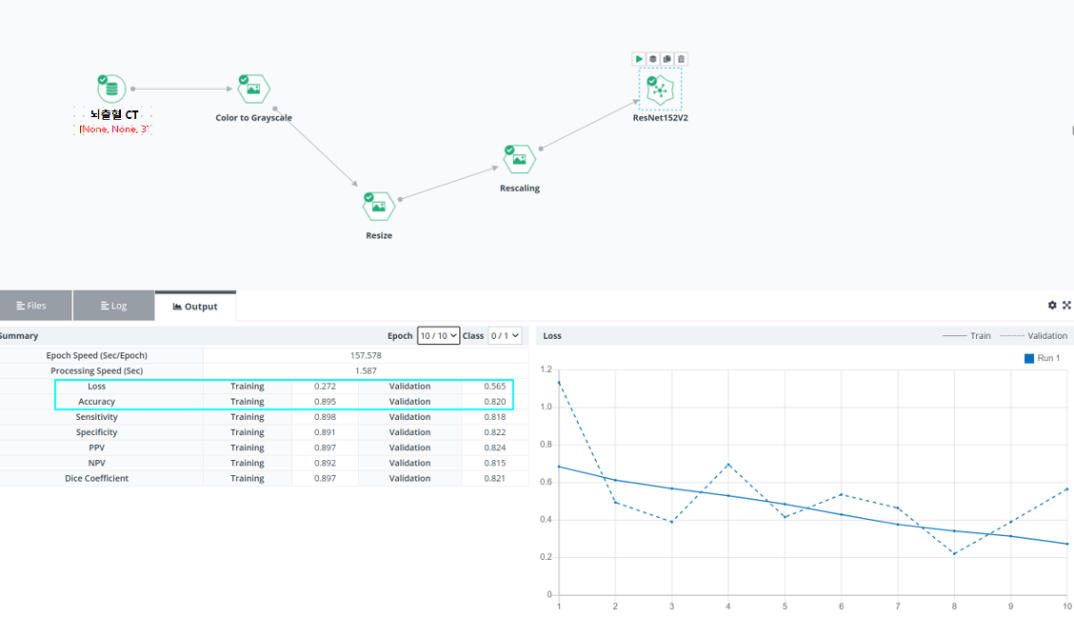 뇌출혈 CT
[None, None, 3]
Color to Grayscale
Resize
Rescaling
ResNet152V2
Files
Log
Output
Summary
Epoch 10 / 10 Class 0 / 1
Epoch Speed (Sec/Epoch) 157.578
Processing Speed (Sec) 1.587
Loss Training 0.272 Validation 0.565
Accuracy Training 0.895 Validation 0.820
Sensitivity Training 0.898 Validation 0.818
Specificity Training 0.891 Validation 0.822
PPV Training 0.897 Validation 0.824
NPV Training 0.892 Validation 0.815
Dice Coefficient Training 0.897 Validation 0.821
Loss
Train Validation
Run 1
1.2
1.0
0.8
0.6
0.4
0.2
0
1 2 3 4 5 6 7 8 9 10